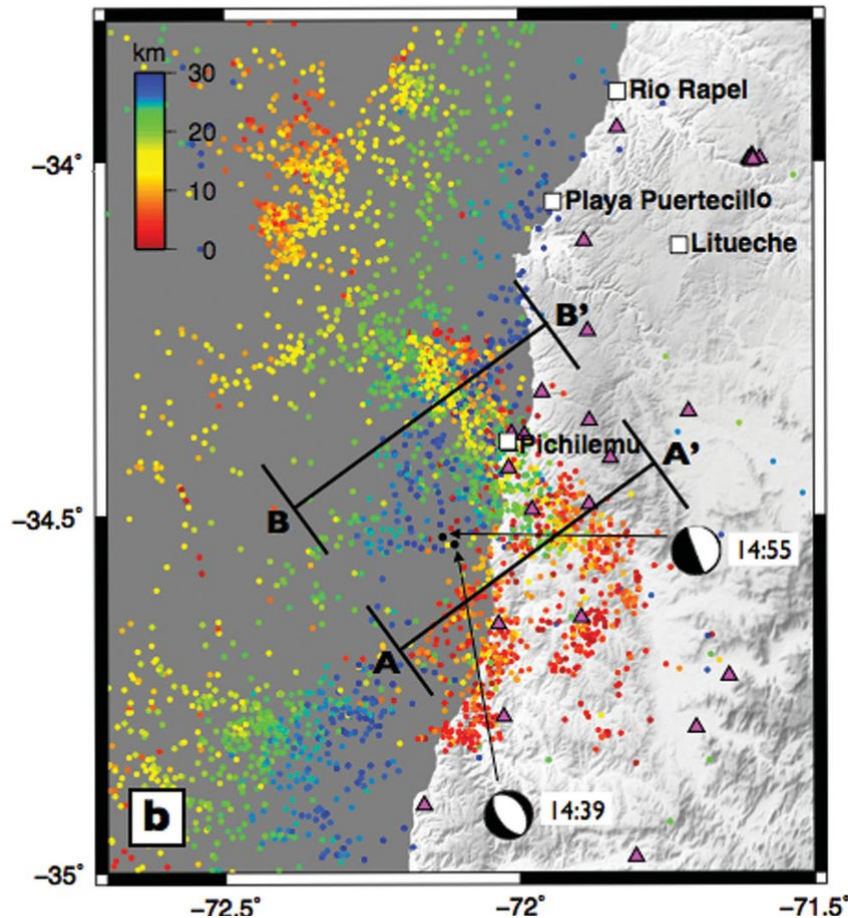 km
30
20
10
0
Rio Rapel
−34°
Playa Puertecillo
Litueche
B’
Pichilemu
A’
−34.5°
B
14:55
A
b
14:39
−35°
−72.5°
−72°
−71.5°